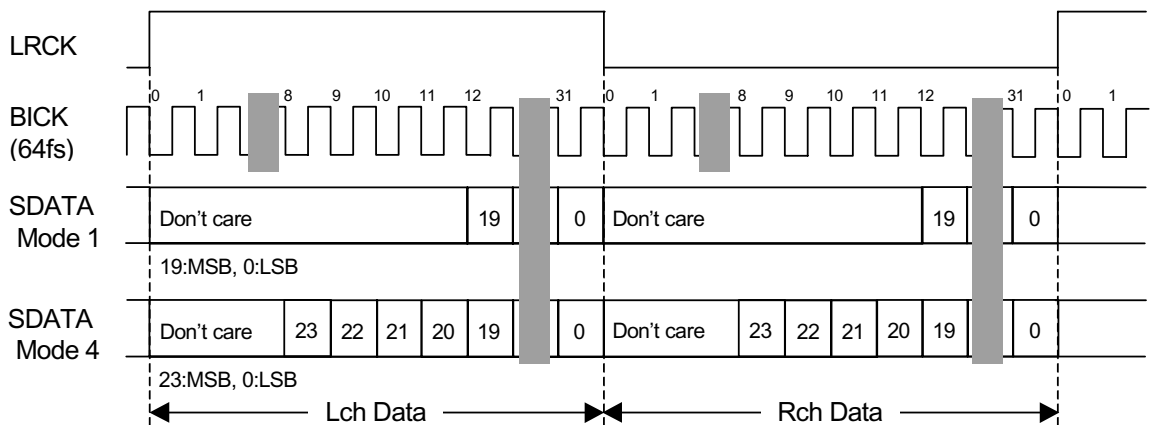 LRCK
BICK
(64fs)
0 1 8 9 10 11 12 31 0 1 8 9 10 11 12 31 0 1
SDATA
Mode 1
Don't care 19 0 Don't care 19 0
19:MSB, 0:LSB
SDATA
Mode 4
Don't care 23 22 21 20 19 0 Don't care 23 22 21 20 19 0
23:MSB, 0:LSB
Lch Data Rch Data